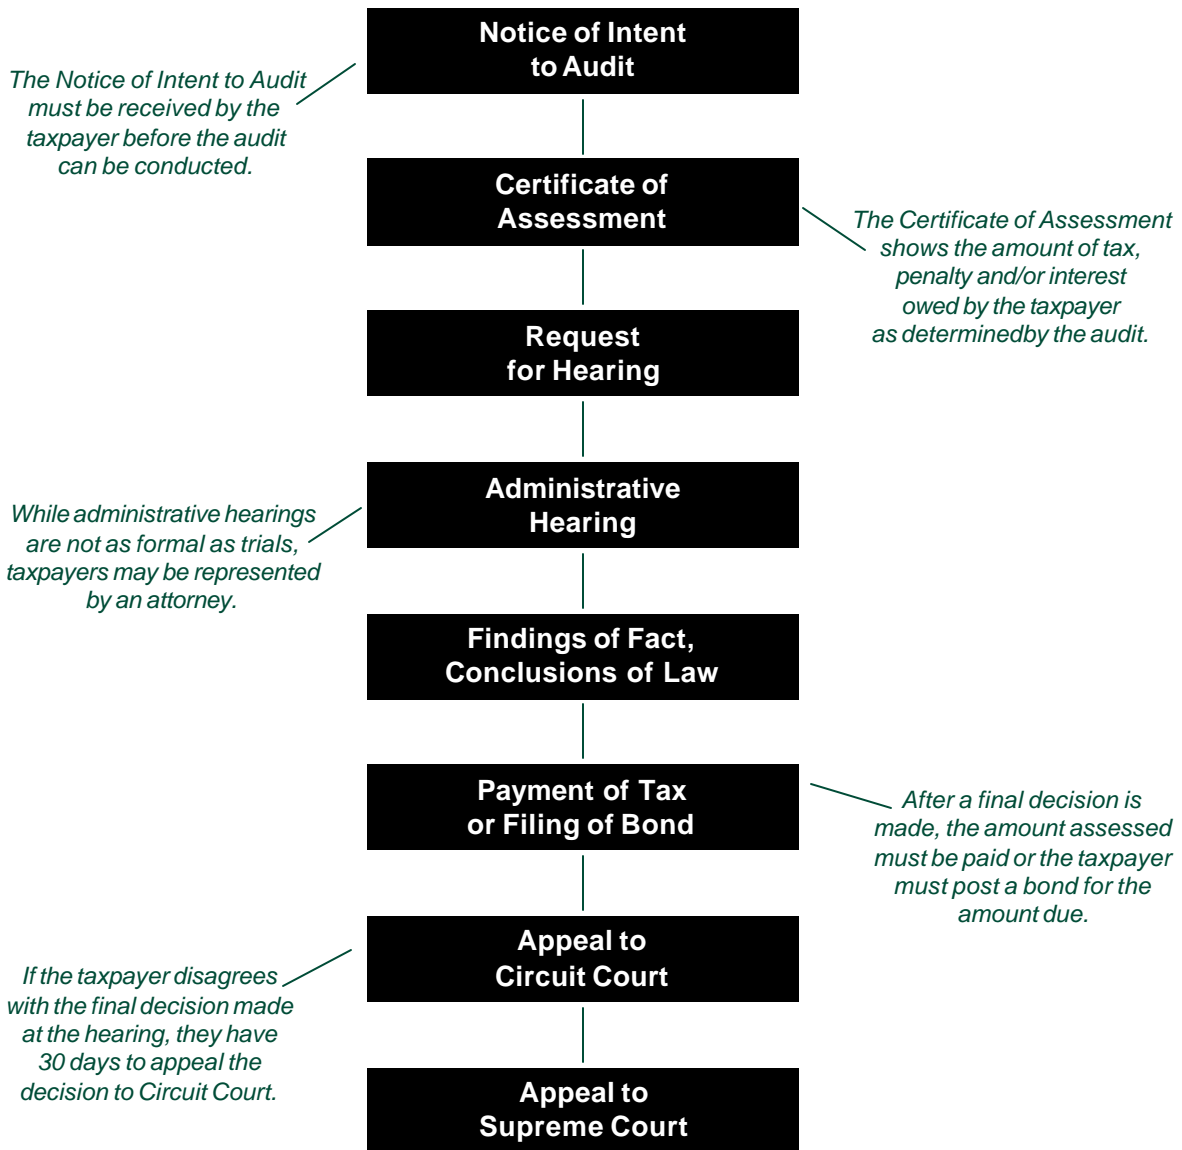 Notice of Intent
to Audit
The Notice of Intent to Audit
must be received by the
taxpayer before the audit
can be conducted.
Certificate of
Assessment
The Certificate of Assessment
shows the amount of tax,
penalty and/or interest
owed by the taxpayer
as determinedby the audit.
Request
for Hearing
Administrative
Hearing
While administrative hearings
are not as formal as trials,
taxpayers may be represented
by an attorney.
Findings of Fact,
Conclusions of Law
Payment of Tax
or Filing of Bond
After a final decision is
made, the amount assessed
must be paid or the taxpayer
must post a bond for the
amount due.
Appeal to
Circuit Court
If the taxpayer disagrees
with the final decision made
at the hearing, they have
30 days to appeal the
decision to Circuit Court.
Appeal to
Supreme Court